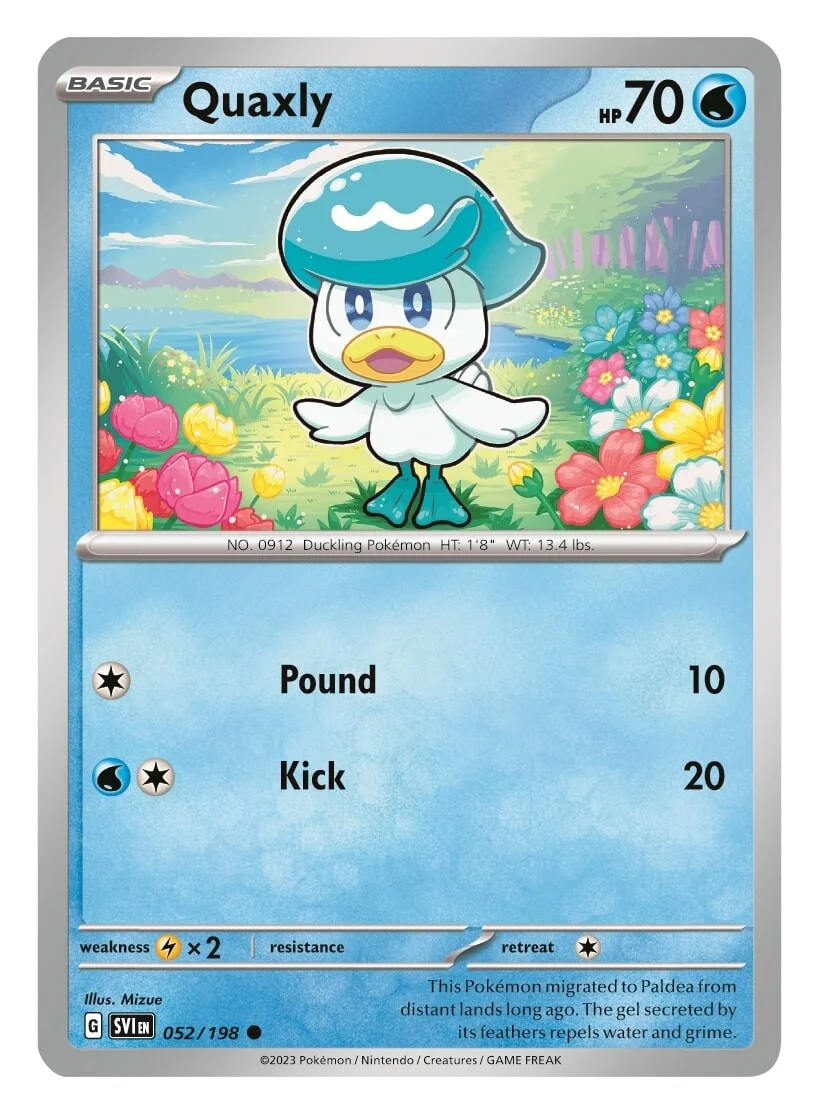 BASIC Quaxly HP 70
NO. 0912 Duckling Pokémon HT: 1'8" WT: 13.4 lbs.
Pound 10
Kick 20
weakness ×2 resistance retreat
This Pokémon migrated to Paldea from
distant lands long ago. The gel secreted by
its feathers repels water and grime.
Illus. Mizue
G SVI EN 052/198
©2023 Pokémon / Nintendo / Creatures / GAME FREAK